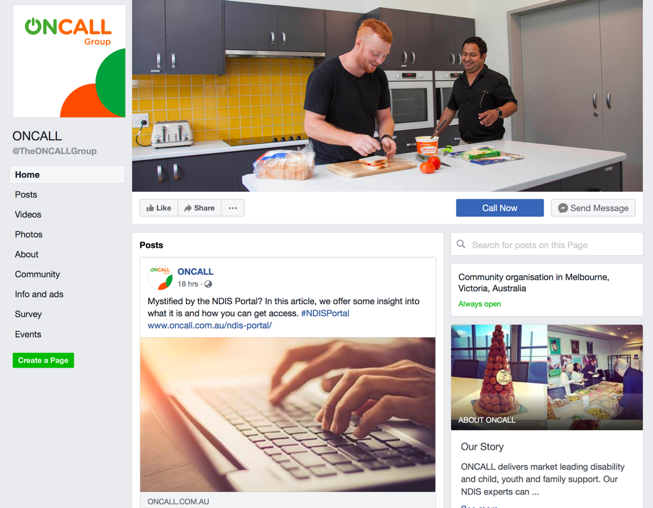 ONCALL
Group
ONCALL
@TheONCALLGroup
Home
Posts
Videos
Photos
About
Community
Info and ads
Survey
Events
Create a Page
Like
Share
Call Now
Send Message
Posts
ONCALL
18 hrs ·
Mystified by the NDIS Portal? In this article, we offer some insight into
what it is and how you can get access. #NDISPortal
www.oncall.com.au/ndis-portal/
ONCALL.COM.AU
Search for posts on this Page
Community organisation in Melbourne,
Victoria, Australia
Always open
ABOUT ONCALL
Our Story
ONCALL delivers market leading disability
and child, youth and family support. Our
NDIS experts can ...